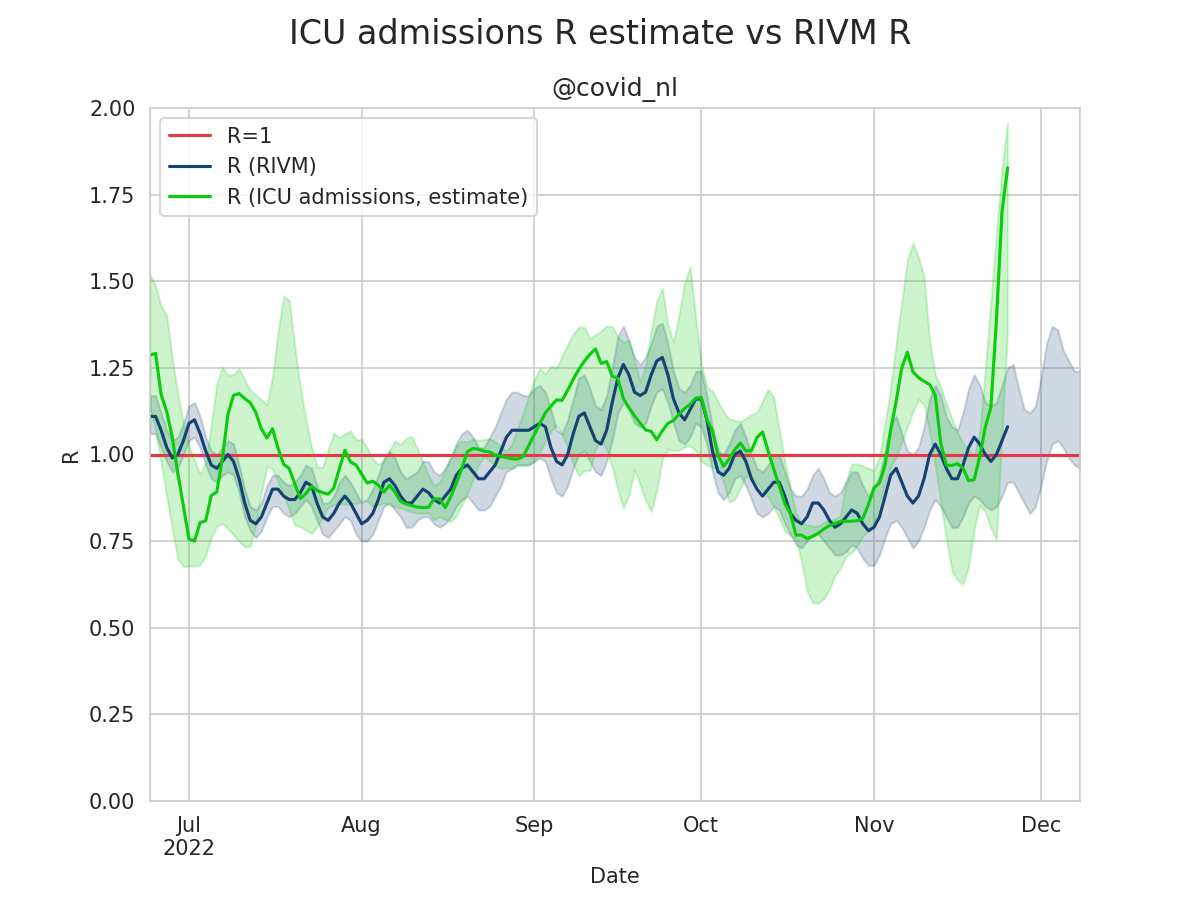 ICU admissions R estimate vs RIVM R
@covid_nl
R=1
R (RIVM)
R (ICU admissions, estimate)
2.00
1.75
1.50
1.25
1.00
0.75
0.50
0.25
0.00
R
Jul Aug Sep Oct Nov Dec
2022
Date